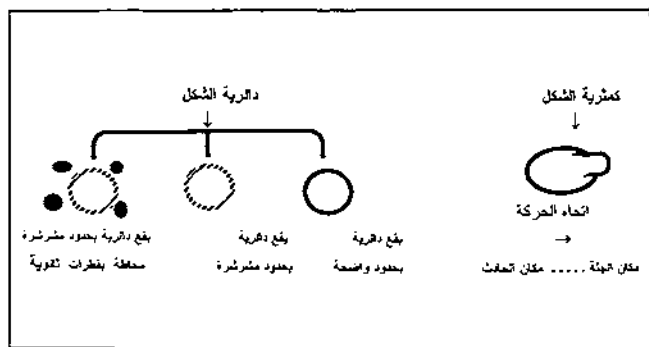 كمثرية الشكل
↓
اتجاه الحركة
→
مكان الجثة ..... مكان الحادث
دائرية الشكل
↓
بقع دائرية
بحدود واضحة
بقع دائرية
بحدود مشرشرة
بقع دائرية بحدود مشرشرة
محاطة بقطرات ثانوية